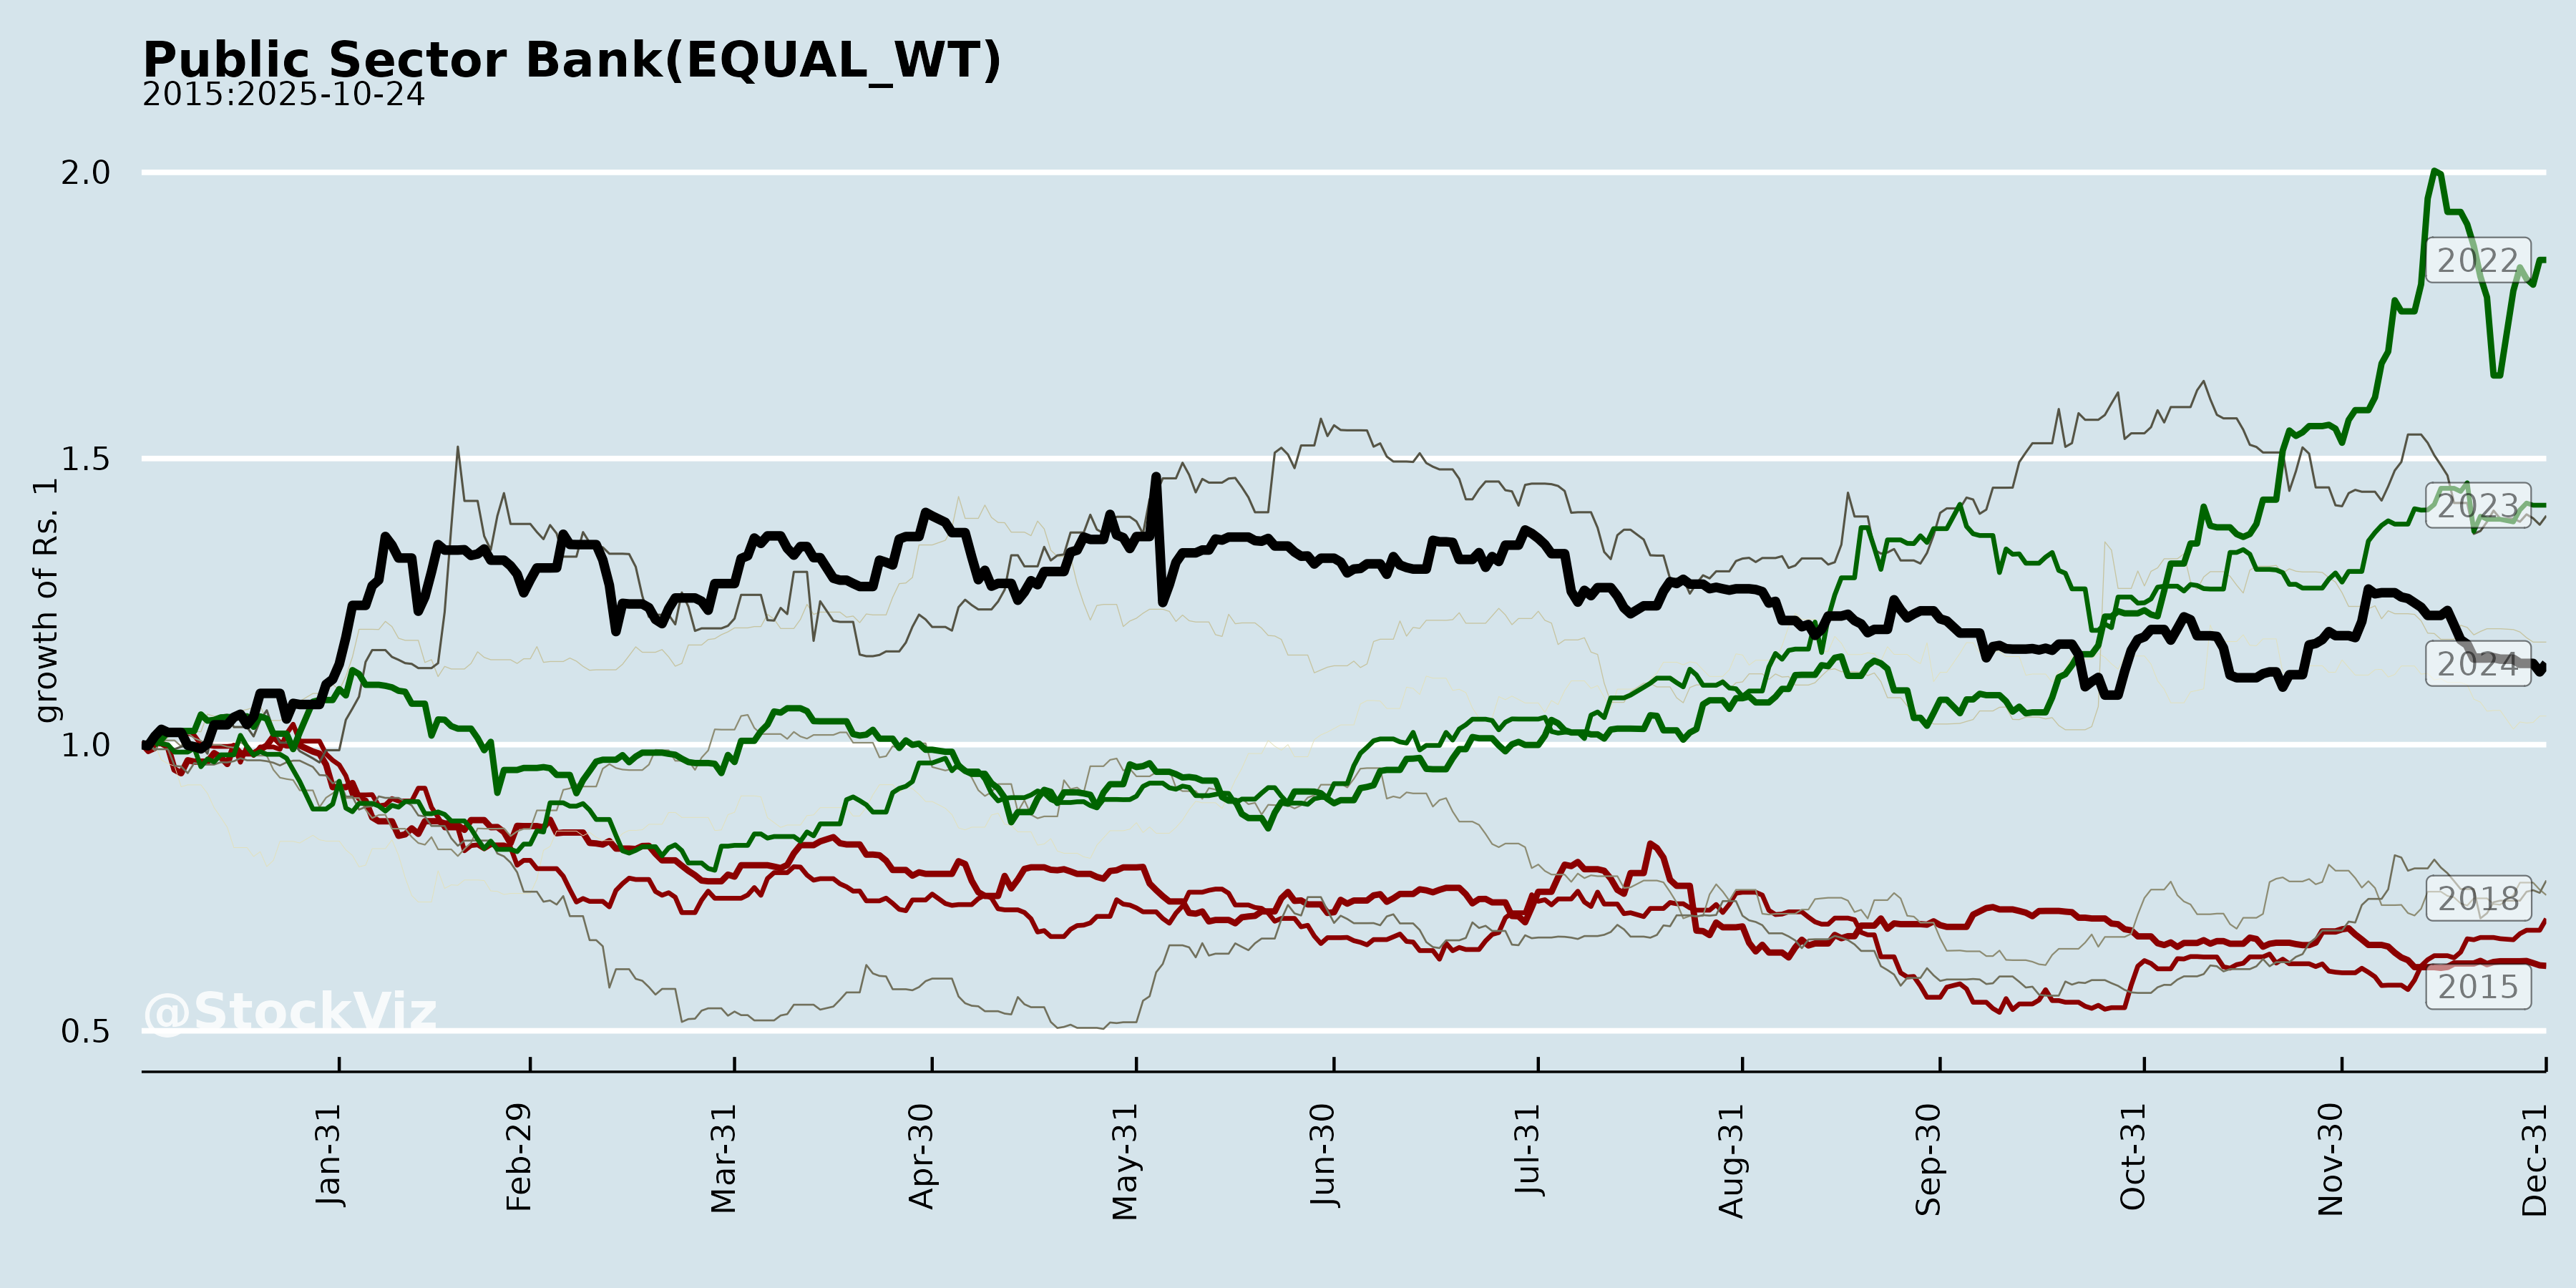 Public Sector Bank(EQUAL_WT)
2015:2025-10-24
growth of Rs. 1
2.0
1.5
1.0
0.5
2022
2023
2024
2018
2015
@StockViz
Jan-31
Feb-29
Mar-31
Apr-30
May-31
Jun-30
Jul-31
Aug-31
Sep-30
Oct-31
Nov-30
Dec-31